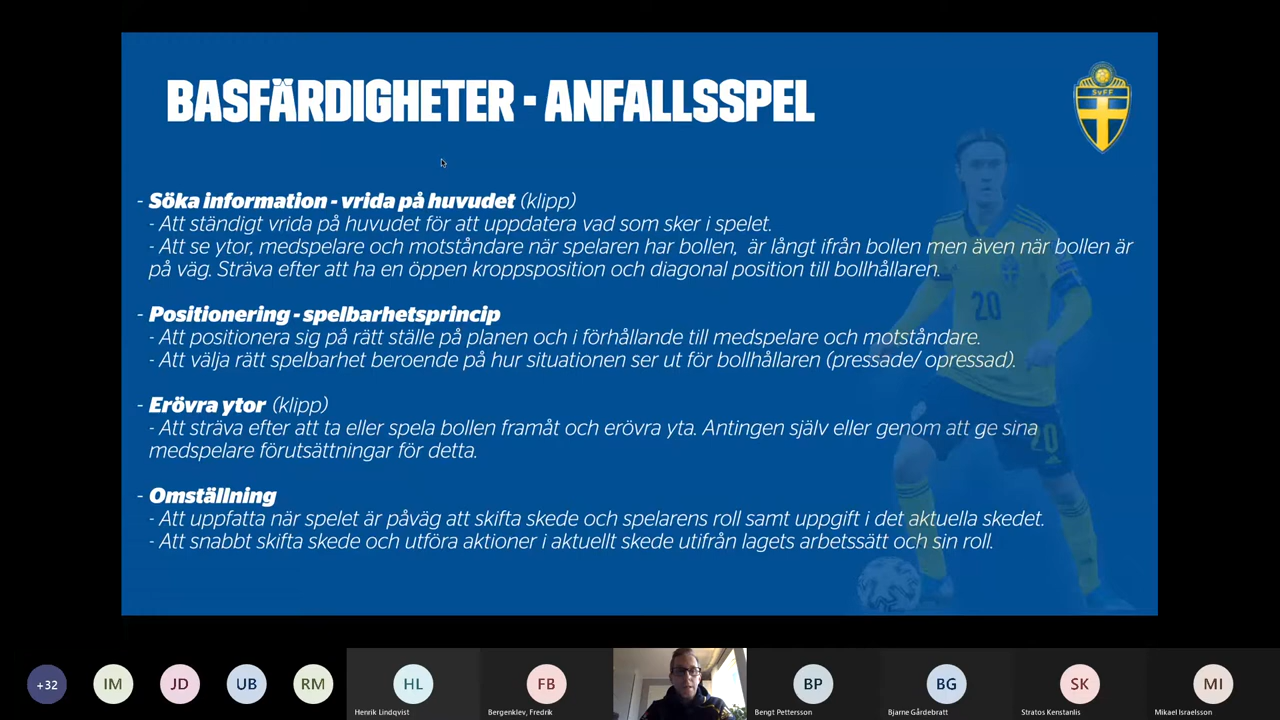 BASFÄRDIGHETER - ANFALLSSPEL
SvFF
- Söka information - vrida på huvudet (klipp)
- Att ständigt vrida på huvudet för att uppdatera vad som sker i spelet.
- Att se ytor, medspelare och motståndare när spelaren har bollen, är långt ifrån bollen men även när bollen är
på väg. Sträva efter att ha en öppen kroppsposition och diagonal position till bollhållaren.
- Positionering - spelbarhetsprincip
- Att positionera sig på rätt ställe på planen och i förhållande till medspelare och motståndare.
- Att välja rätt spelbarhet beroende på hur situationen ser ut för bollhållaren (pressade/ opressad).
- Erövra ytor (klipp)
- Att sträva efter att ta eller spela bollen framåt och erövra yta. Antingen själv eller genom att ge sina
medspelare förutsättningar för detta.
- Omställning
- Att uppfatta när spelet är påväg att skifta skede och spelarens roll samt uppgift i det aktuella skedet.
- Att snabbt skifta skede och utföra aktioner i aktuellt skede utifrån lagets arbetssätt och sin roll.
20
20
+32 IM JD UB RM HL FB BP BG SK MI
Henrik Lindqvist Bergenklev, Fredrik Bengt Pettersson Bjarne Gårdebratt Stratos Kenstanlis Mikael Israelsson